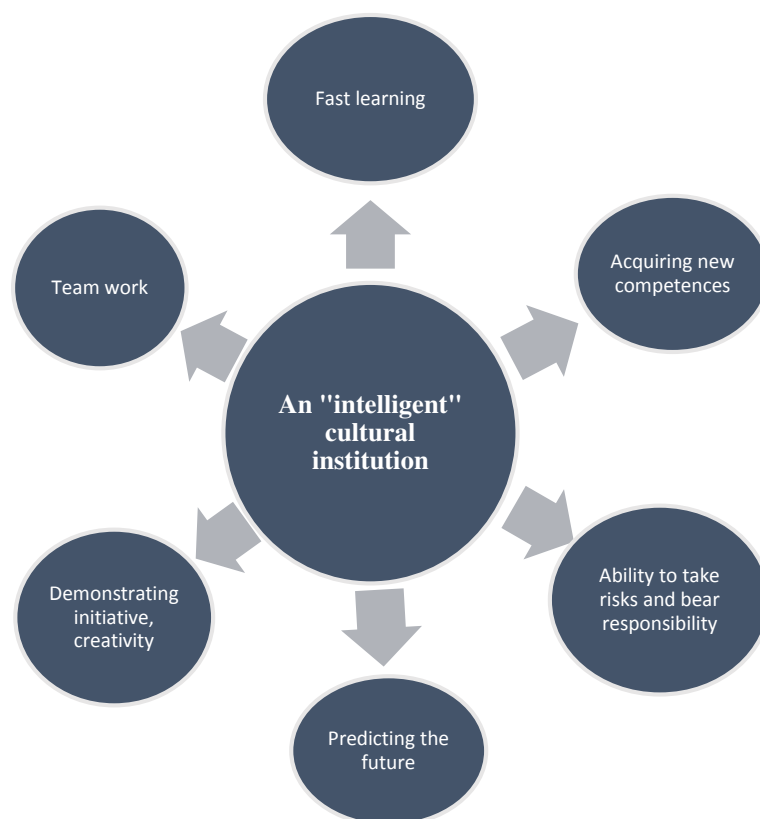 Fast learning
Team work
Acquiring new
competences
An "intelligent"
cultural
institution
Demonstrating
initiative,
creativity
Ability to take
risks and bear
responsibility
Predicting the
future